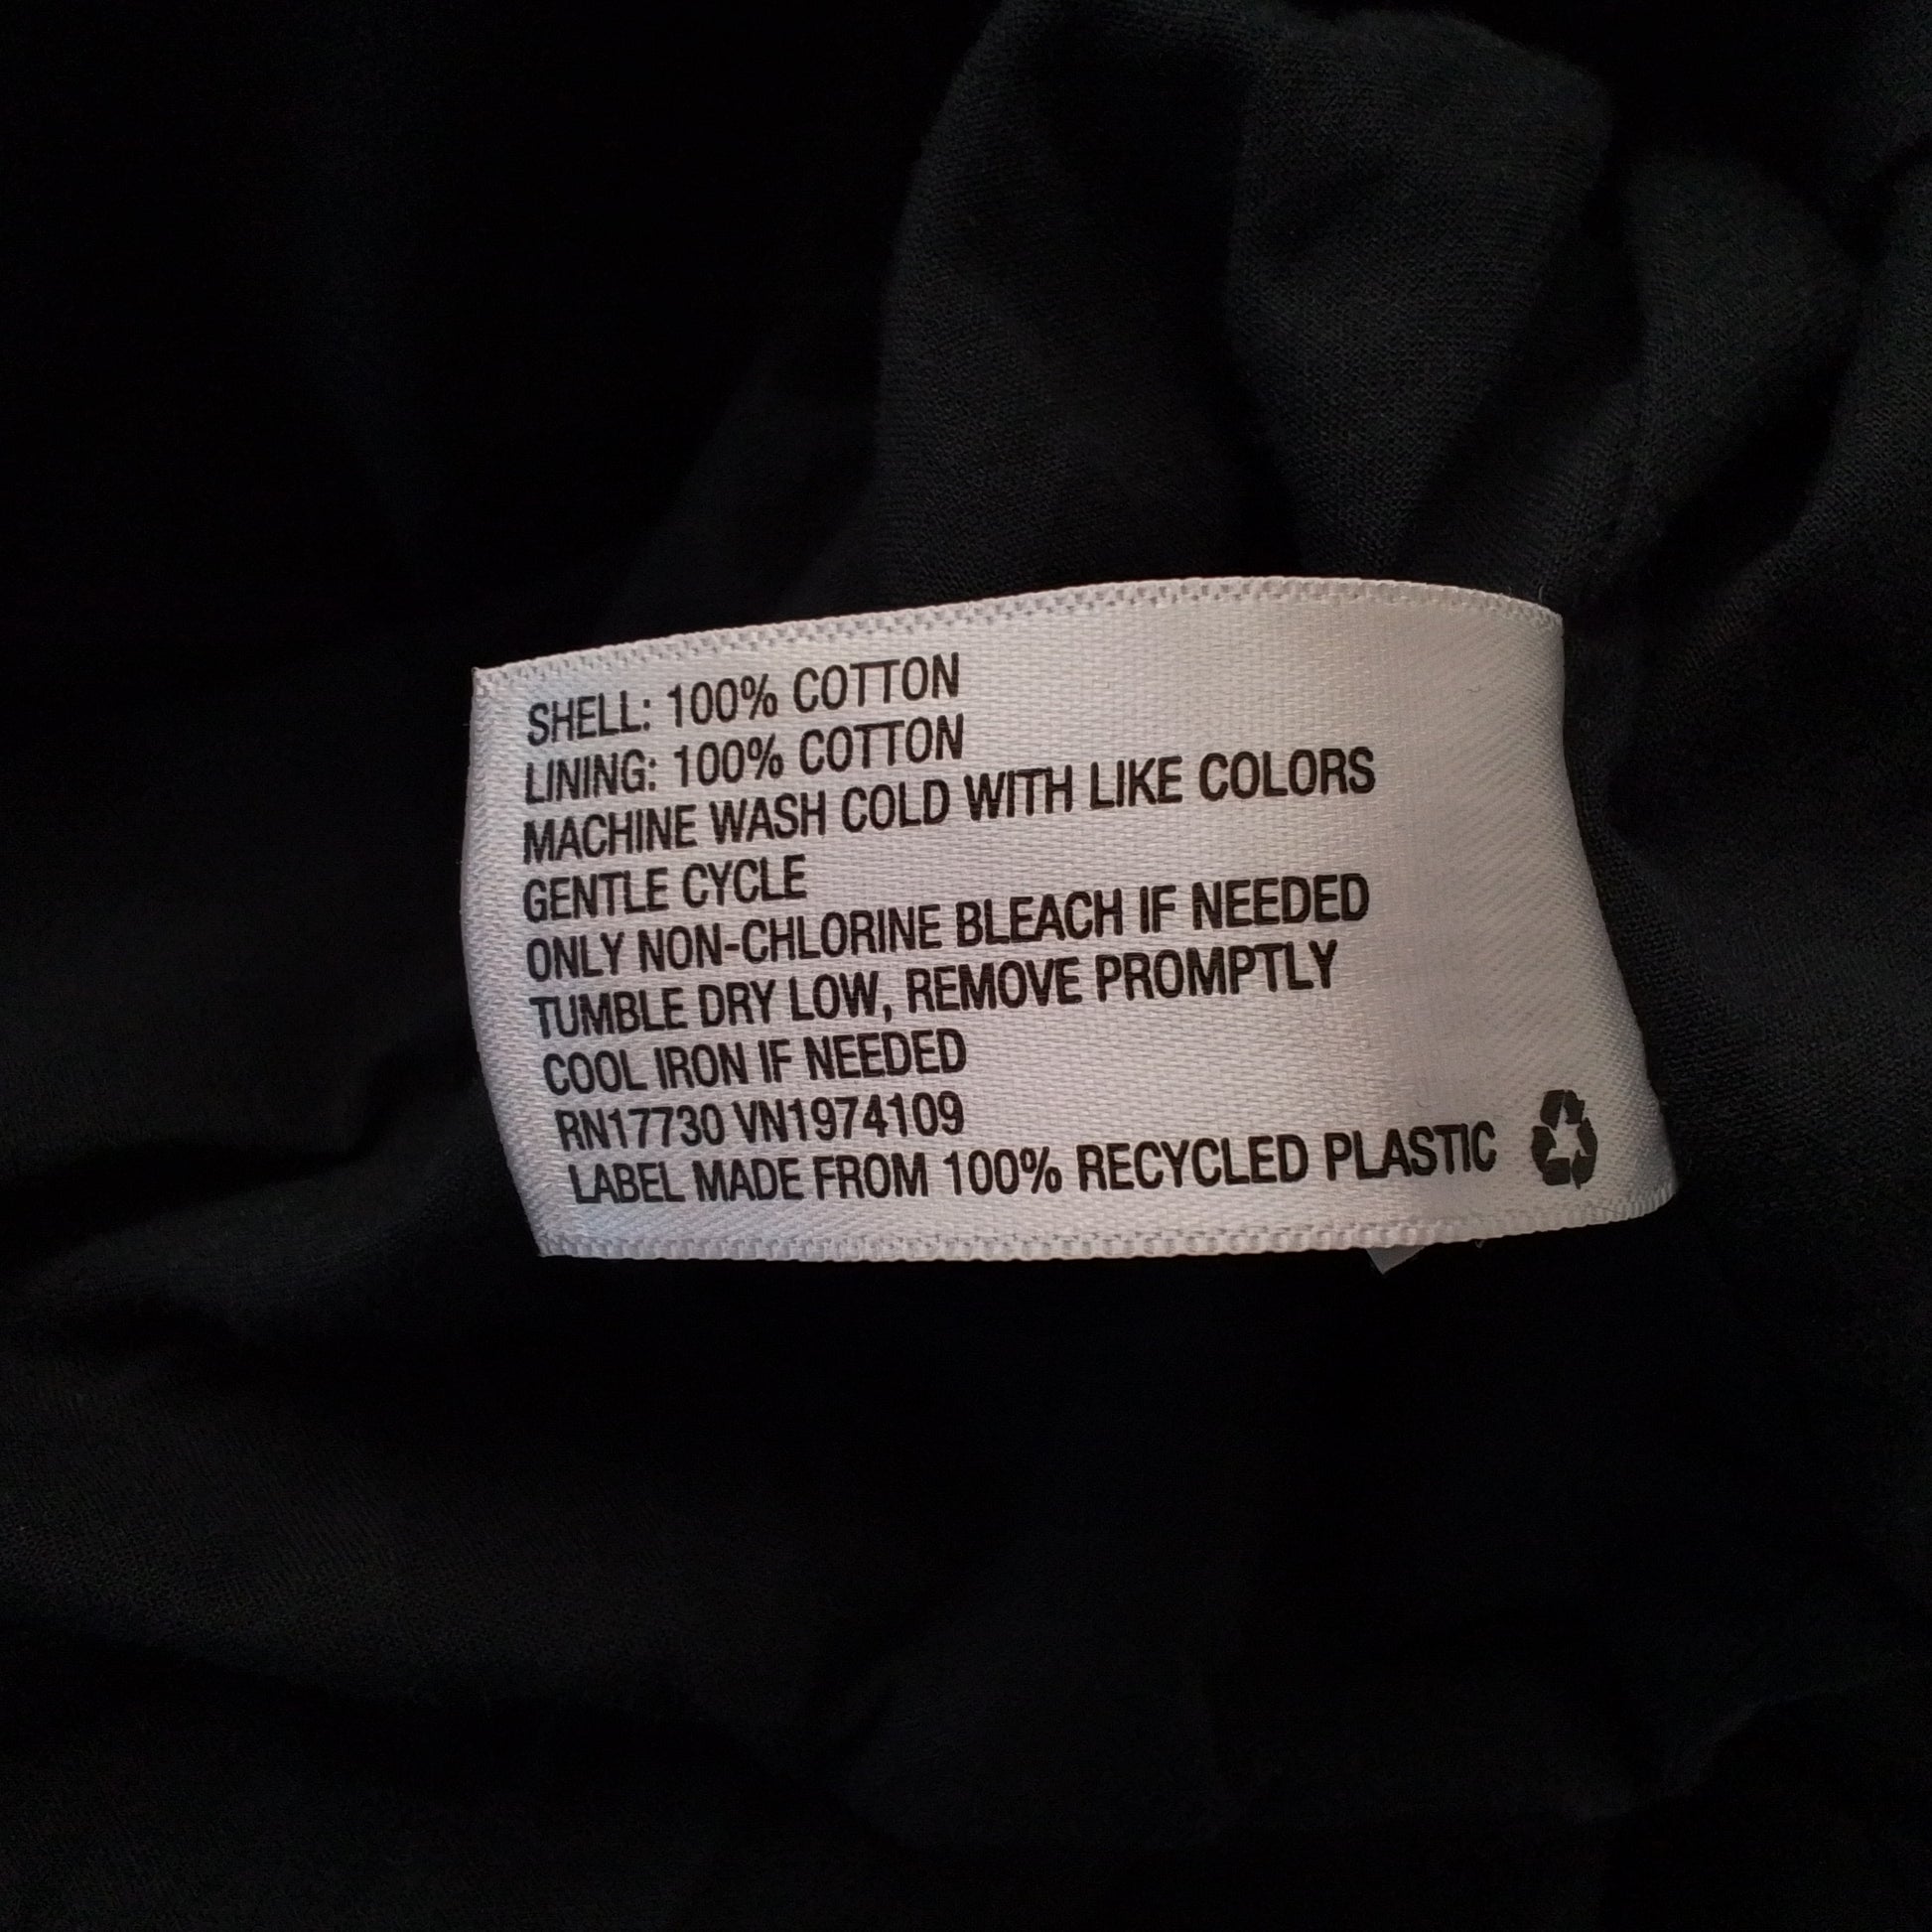 SHELL: 100% COTTON
LINING: 100% COTTON
MACHINE WASH COLD WITH LIKE COLORS
GENTLE CYCLE
ONLY NON-CHLORINE BLEACH IF NEEDED
TUMBLE DRY LOW, REMOVE PROMPTLY
COOL IRON IF NEEDED
RN17730 VN1974109
LABEL MADE FROM 100% RECYCLED PLASTIC